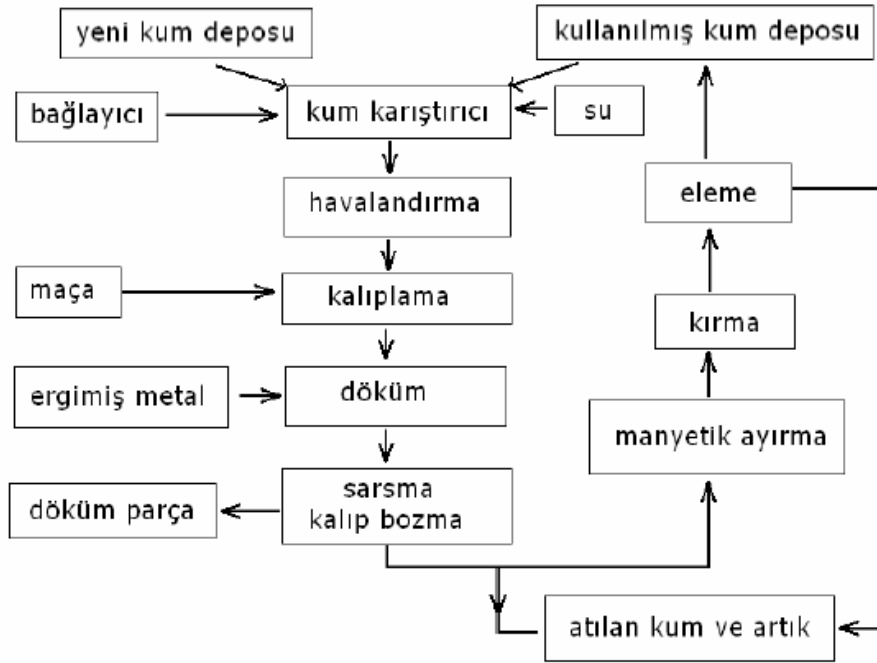 yeni kum deposu
kullanılmış kum deposu
bağlayıcı
kum karıştırıcı
su
havalandırma
eleme
maça
kalıplama
kırma
ergimiş metal
döküm
manyetik ayırma
döküm parça
sarsma
kalıp bozma
atılan kum ve artık